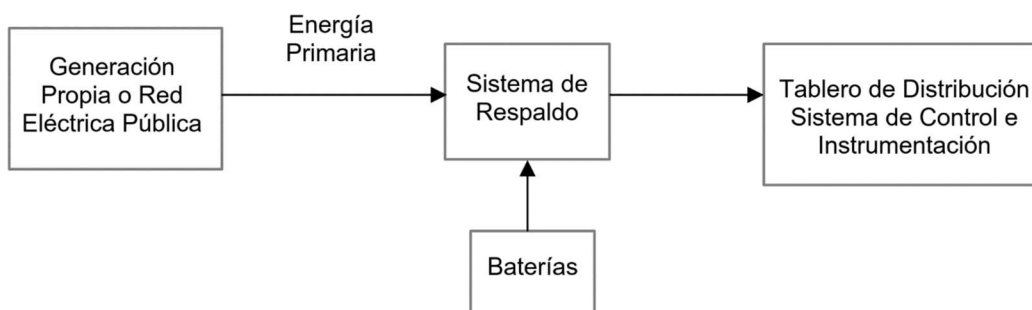 Energía
Primaria
Generación
Propia o Red
Eléctrica Pública
Sistema de
Respaldo
Tablero de Distribución
Sistema de Control e
Instrumentación
Baterías